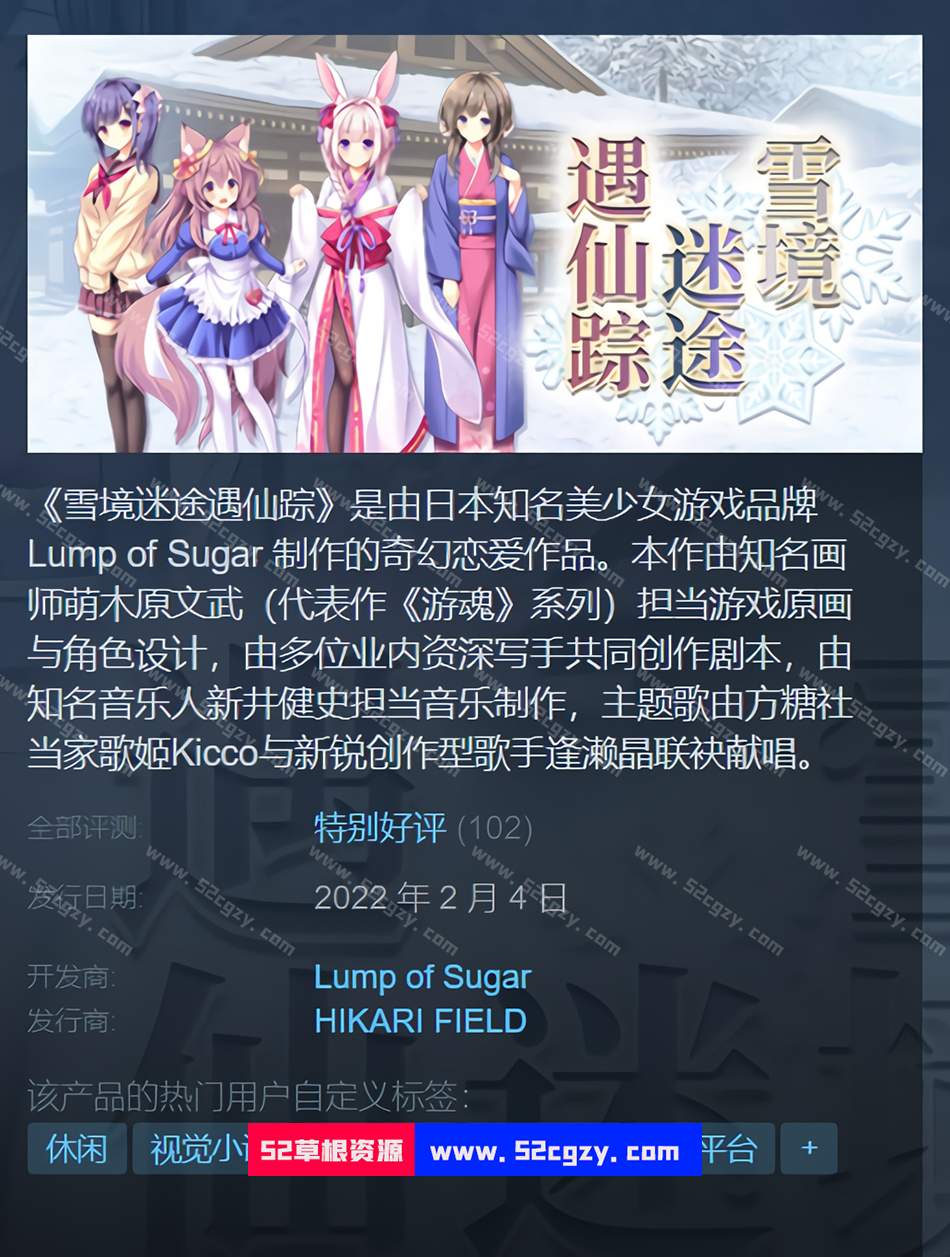 雪境
迷途
遇仙踪
《雪境迷途遇仙踪》是由日本知名美少女游戏品牌
Lump of Sugar 制作的奇幻恋爱作品。本作由知名画
师萌木原文武（代表作《游魂》系列）担当游戏原画
与角色设计，由多位业内资深写手共同创作剧本，由
知名音乐人新井健史担当音乐制作，主题歌由方糖社
当家歌姬Kicco与新锐创作型歌手逢濑晶联袂献唱。
全部评测: 特别好评 (102)
发行日期: 2022 年 2 月 4 日
开发商: Lump of Sugar
发行商: HIKARI FIELD
该产品的热门用户自定义标签:
休闲 视觉小 52草根资源 www.52cgzy.com 平台 +